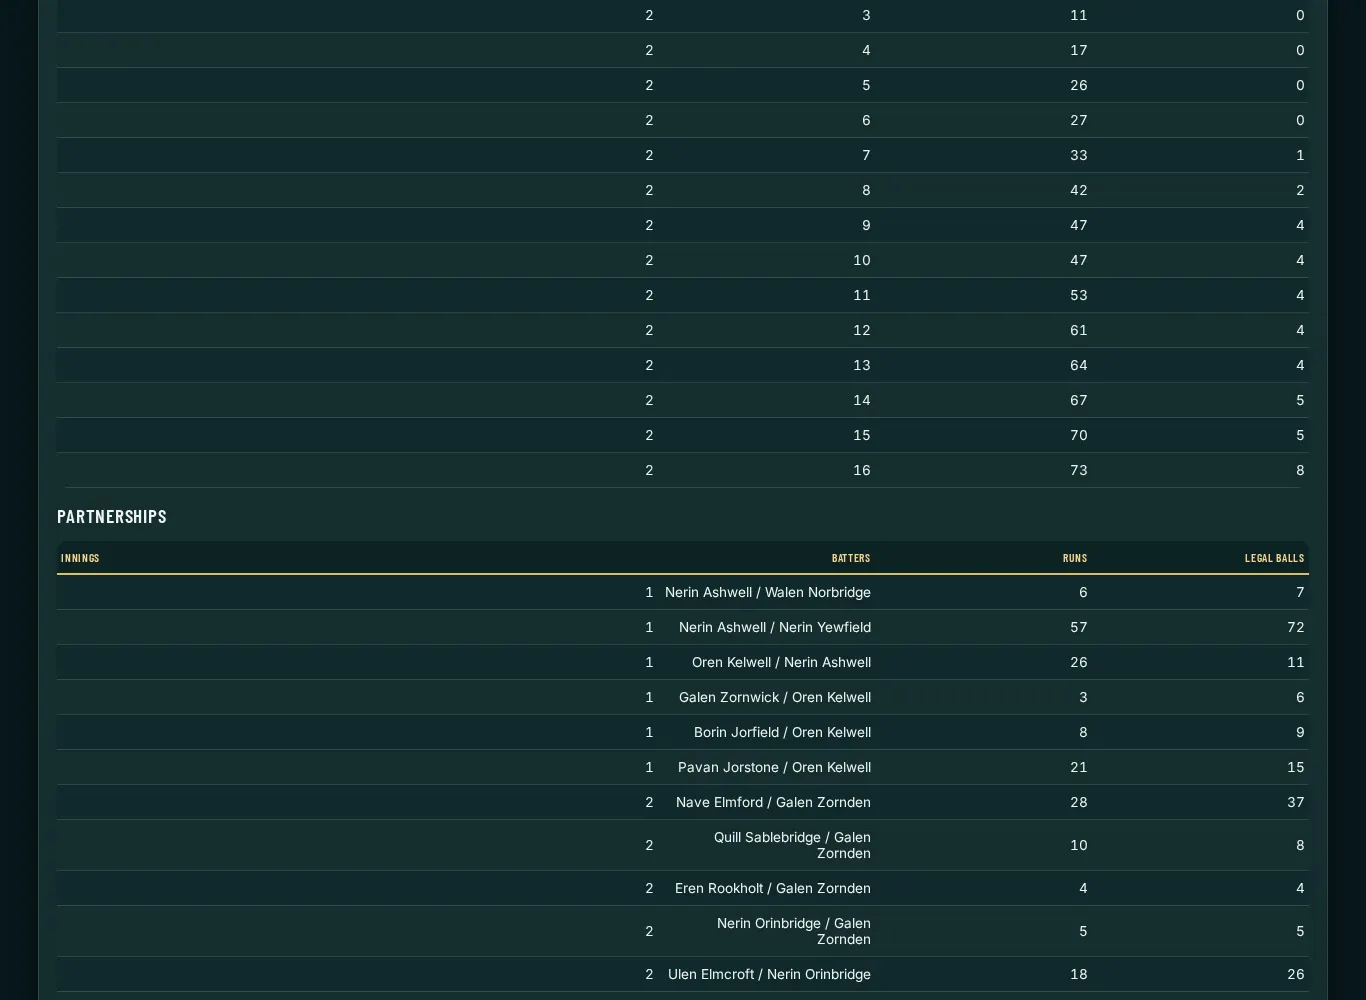 2 3 11 0
2 4 17 0
2 5 26 0
2 6 27 0
2 7 33 1
2 8 42 2
2 9 47 4
2 10 47 4
2 11 53 4
2 12 61 4
2 13 64 4
2 14 67 5
2 15 70 5
2 16 73 8
PARTNERSHIPS
INNINGS BATTERS RUNS LEGAL BALLS
1 Nerin Ashwell / Walen Norbridge 6 7
1 Nerin Ashwell / Nerin Yewfield 57 72
1 Oren Kelwell / Nerin Ashwell 26 11
1 Galen Zornwick / Oren Kelwell 3 6
1 Borin Jorfield / Oren Kelwell 8 9
1 Pavan Jorstone / Oren Kelwell 21 15
2 Nave Elmford / Galen Zornden 28 37
2 Quill Sablebridge / Galen
Zornden 10 8
2 Eren Rookholt / Galen Zornden 4 4
2 Nerin Orinbridge / Galen
Zornden 5 5
2 Ulen Elmcroft / Nerin Orinbridge 18 26